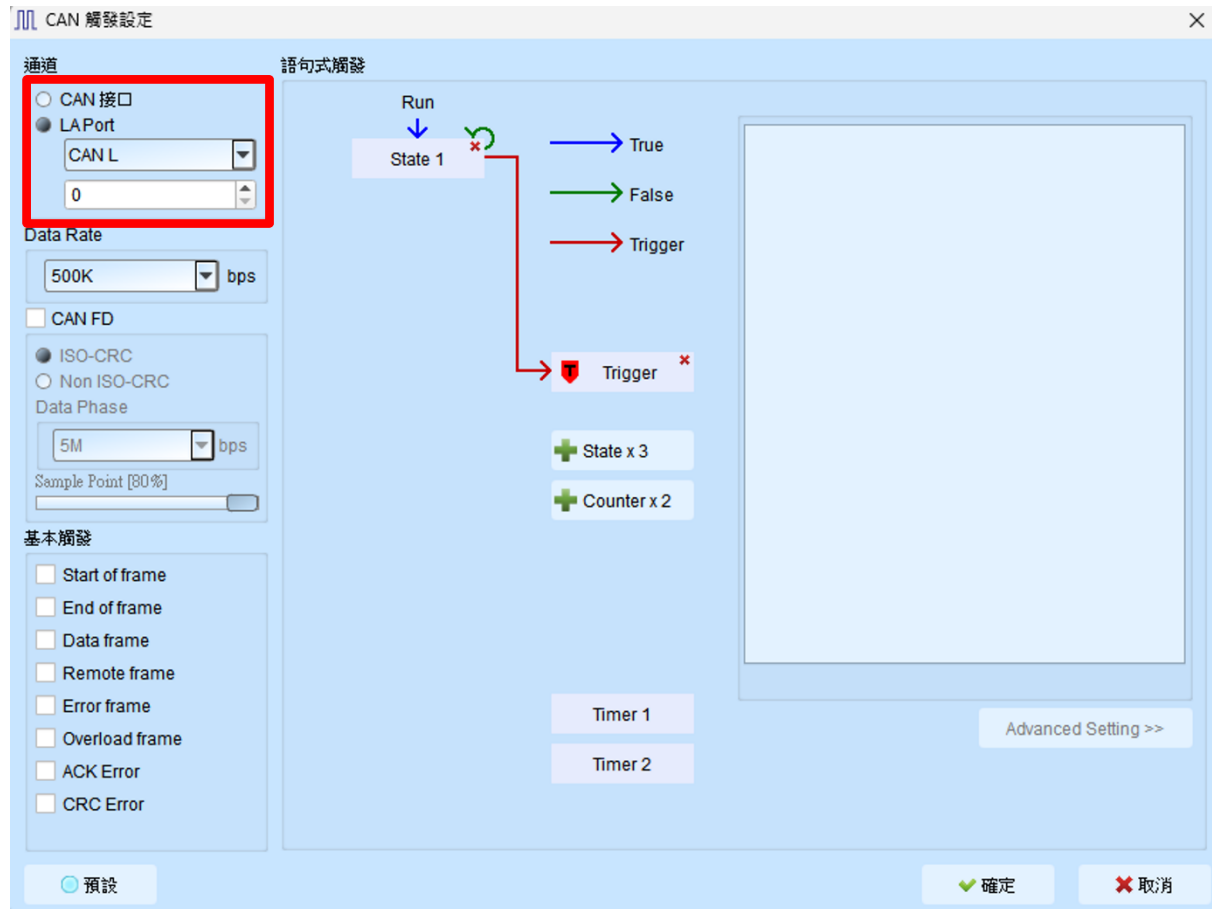 CAN 觸發設定
通道
CAN 接口
LA Port
CAN L
0
Data Rate
500K bps
CAN FD
ISO-CRC
Non ISO-CRC
Data Phase
5M bps
Sample Point [80%]
基本觸發
Start of frame
End of frame
Data frame
Remote frame
Error frame
Overload frame
ACK Error
CRC Error
預設
語句式觸發
Run
State 1
True
False
Trigger
T Trigger
State x 3
Counter x 2
Timer 1
Timer 2
Advanced Setting >>
確定
取消